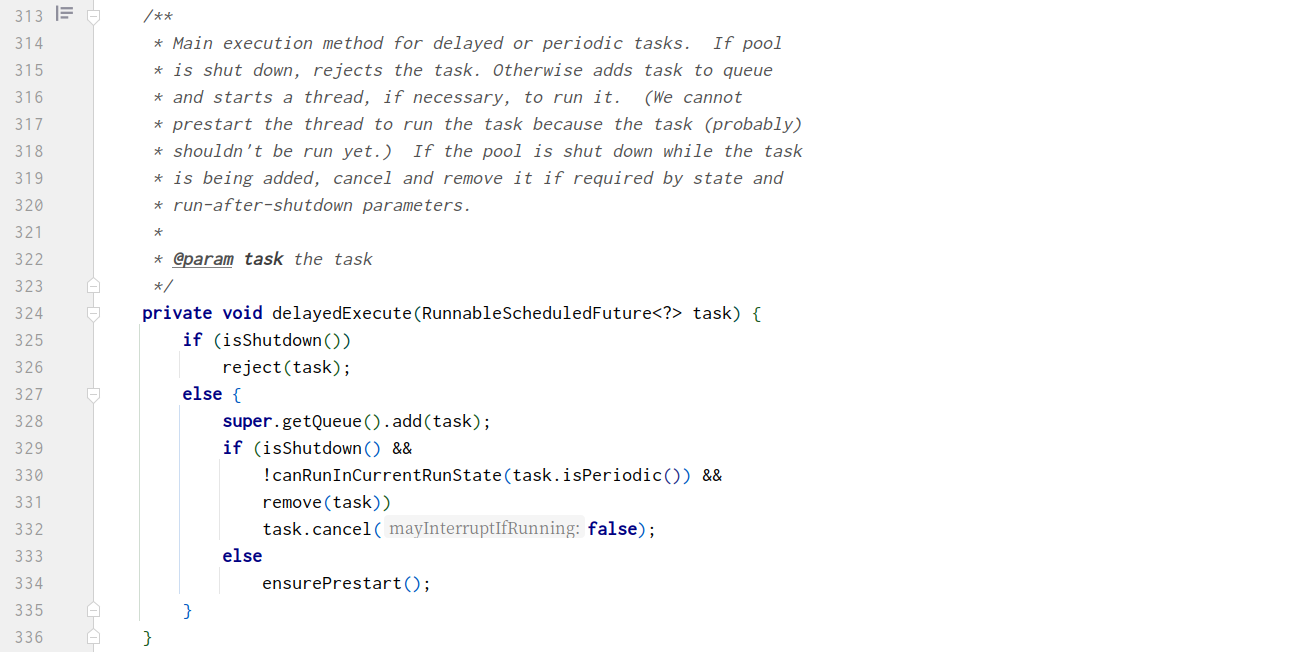 313 /**
314 * Main execution method for delayed or periodic tasks.  If pool
315 * is shut down, rejects the task. Otherwise adds task to queue
316 * and starts a thread, if necessary, to run it.  (We cannot
317 * prestart the thread to run the task because the task (probably)
318 * shouldn't be run yet.)  If the pool is shut down while the task
319 * is being added, cancel and remove it if required by state and
320 * run-after-shutdown parameters.
321 *
322 * @param task the task
323 */
324 private void delayedExecute(RunnableScheduledFuture<?> task) {
325 if (isShutdown())
326 reject(task);
327 else {
328 super.getQueue().add(task);
329 if (isShutdown() &&
330 !canRunInCurrentRunState(task.isPeriodic()) &&
331 remove(task))
332 task.cancel( mayInterruptIfRunning: false);
333 else
334 ensurePrestart();
335 }
336 }